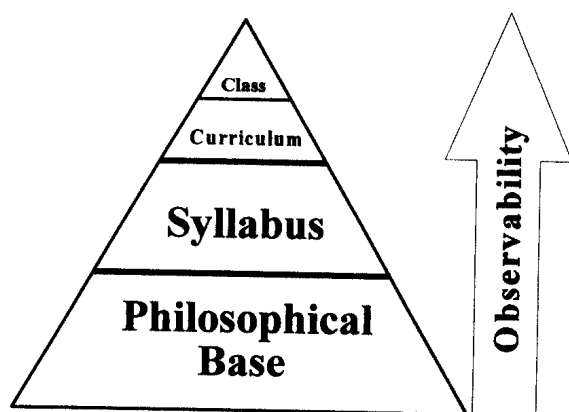 Class
Curriculum
Syllabus
Philosophical
Base
Observability